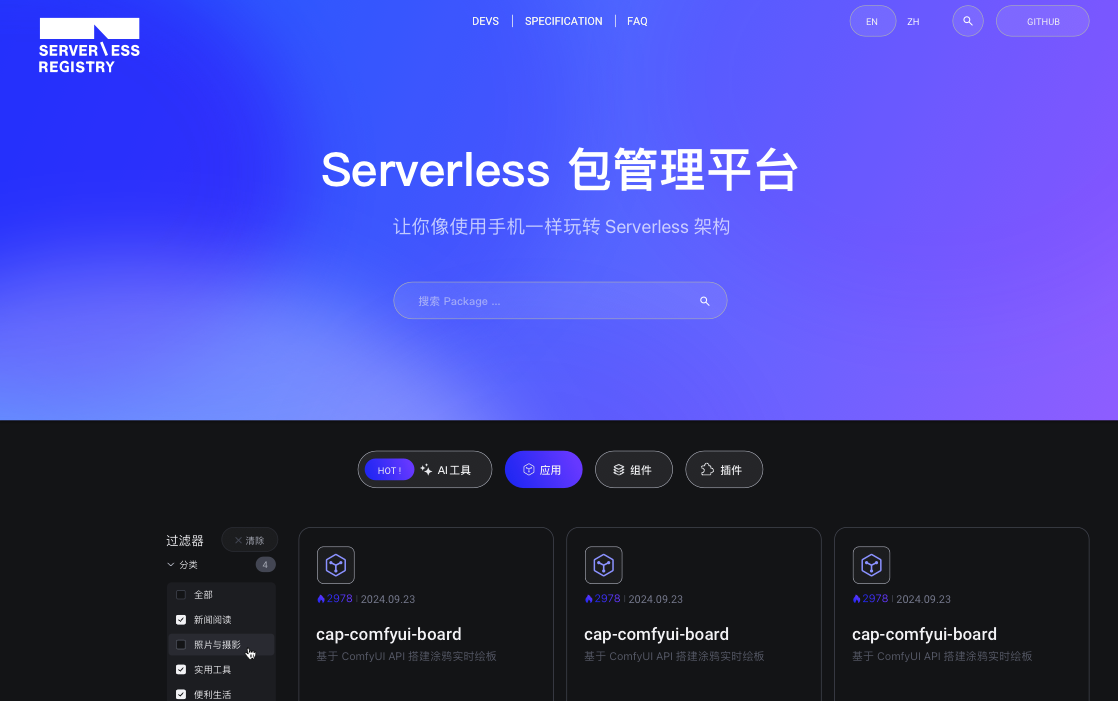 SERVER\ESS
REGISTRY
DEVS
SPECIFICATION
FAQ
EN
ZH
GITHUB
Serverless 包管理平台
让你像使用手机一样玩转 Serverless 架构
搜索 Package ...
HOT !
AI工具
应用
组件
插件
过滤器
清除
分类
4
全部
新闻阅读
照片与摄影
实用工具
便利生活
2978 | 2024.09.23
cap-comfyui-board
基于 ComfyUI API 搭建涂鸦实时绘板
2978 | 2024.09.23
cap-comfyui-board
基于 ComfyUI API 搭建涂鸦实时绘板
2978 | 2024.09.23
cap-comfyui-board
基于 ComfyUI API 搭建涂鸦实时绘板